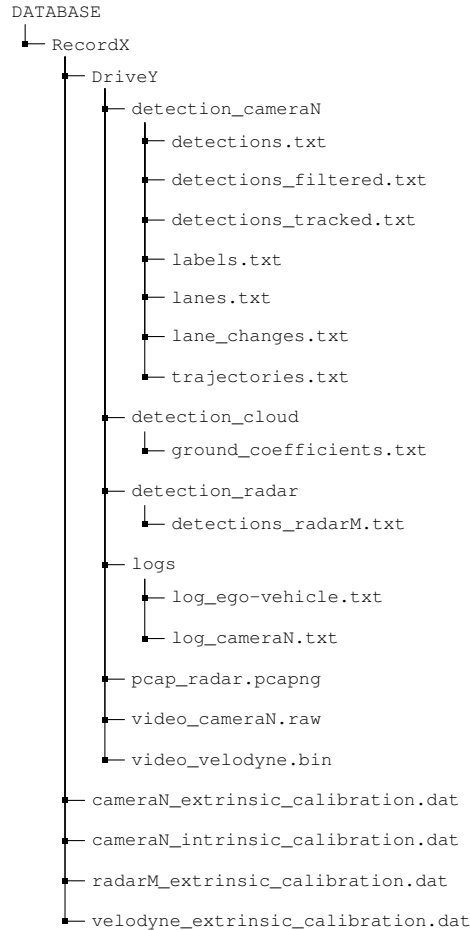 DATABASE
RecordX
DriveY
detection_cameraN
detections.txt
detections_filtered.txt
detections_tracked.txt
labels.txt
lanes.txt
lane_changes.txt
trajectories.txt
detection_cloud
ground_coefficients.txt
detection_radar
detections_radarM.txt
logs
log_ego-vehicle.txt
log_cameraN.txt
pcap_radar.pcapng
video_cameraN.raw
video_velodyne.bin
cameraN_extrinsic_calibration.dat
cameraN_intrinsic_calibration.dat
radarM_extrinsic_calibration.dat
velodyne_extrinsic_calibration.dat